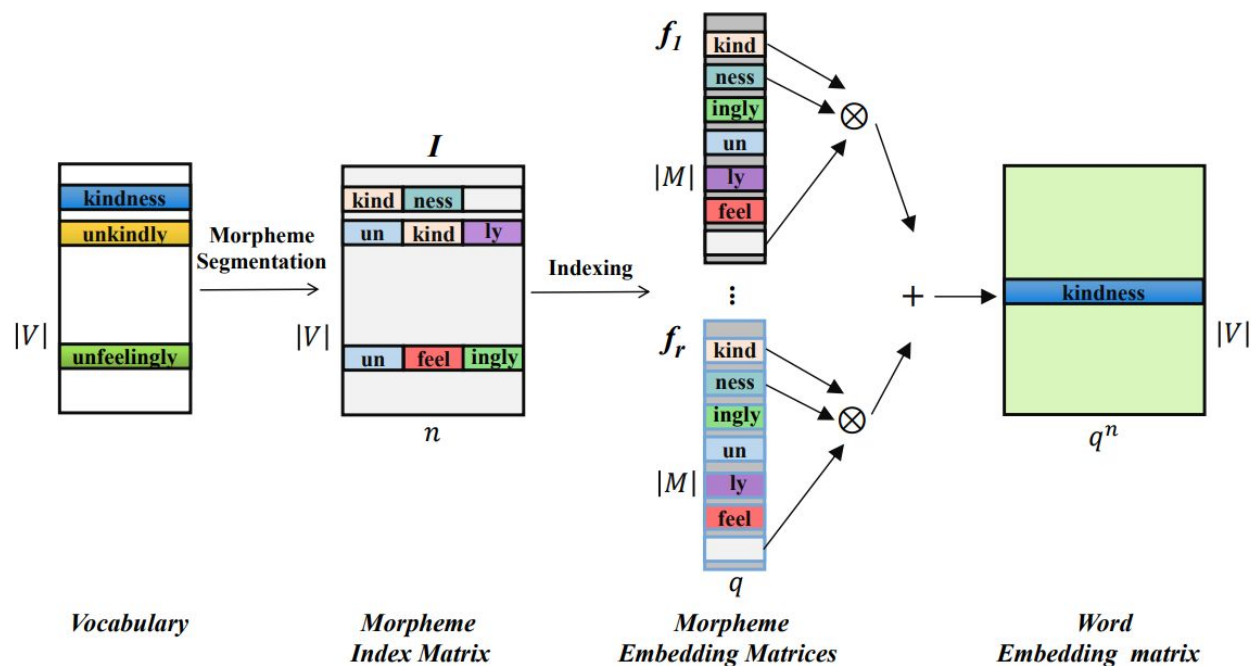 kindness
unkindly
unfeelingly
|V|
Vocabulary
Morpheme
Segmentation
I
kind ness
un kind ly
un feel ingly
|V|
n
Morpheme
Index Matrix
Indexing
f1
kind
ness
ingly
un
|M| ly
feel
⋮
fr
kind
ness
ingly
un
|M| ly
feel
q
Morpheme
Embedding Matrices
⊗
⊗
+
kindness
|V|
qⁿ
Word
Embedding matrix